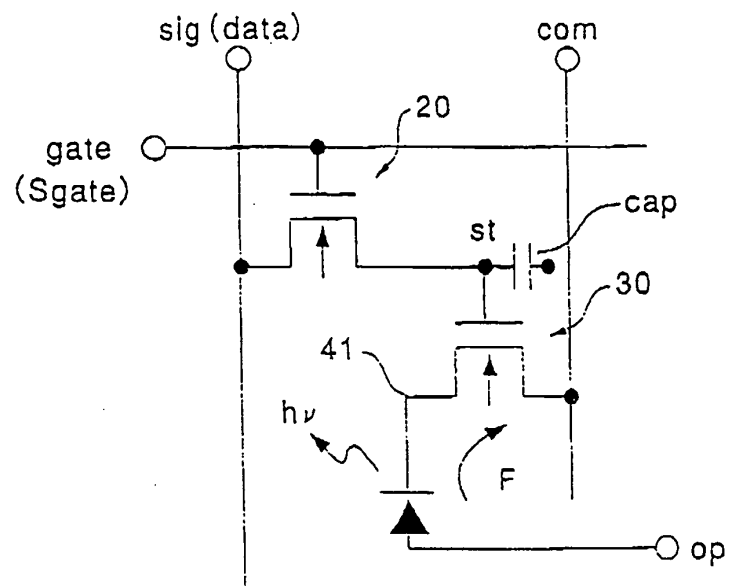 sig (data)
com
20
gate
(Sgate)
cap
st
30
41
hν
F
op